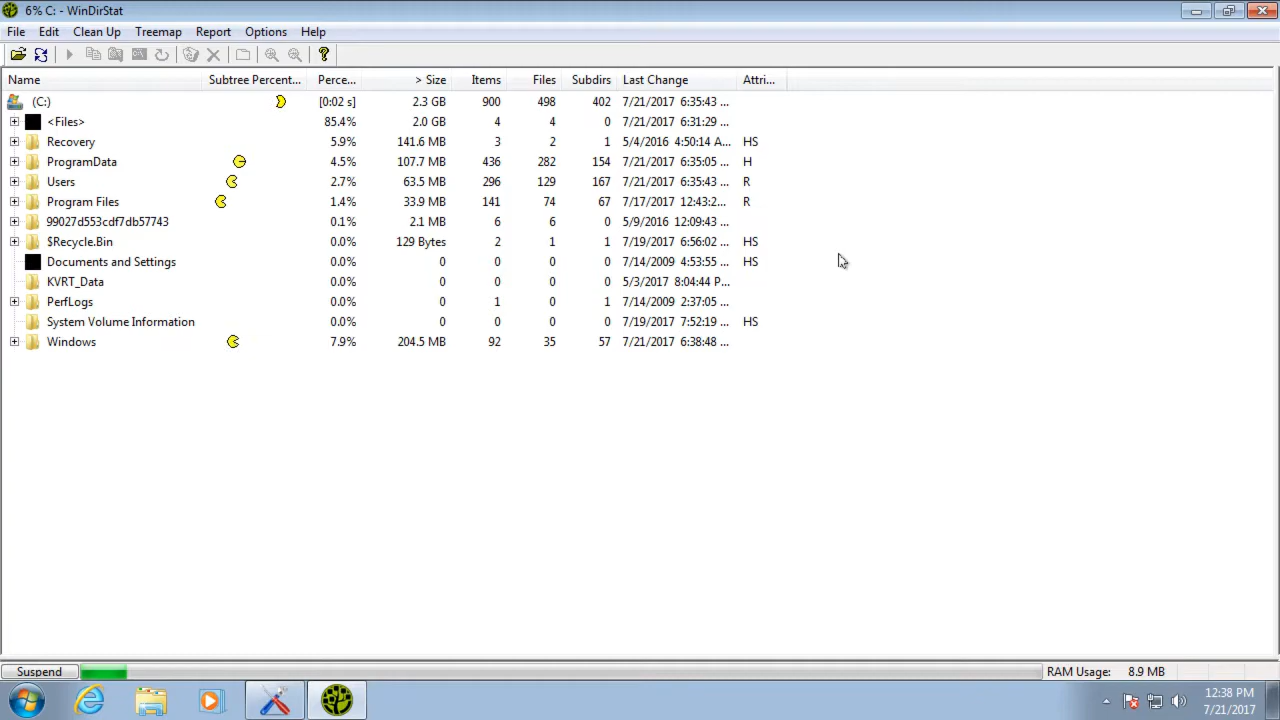 6% C: - WinDirStat
File Edit Clean Up Treemap Report Options Help
Name Subtree Percent... Perce... > Size Items Files Subdirs Last Change Attri...
(C:) [0:02 s] 2.3 GB 900 498 402 7/21/2017 6:35:43 ...
<Files> 85.4% 2.0 GB 4 4 0 7/21/2017 6:31:29 ...
Recovery 5.9% 141.6 MB 3 2 1 5/4/2016 4:50:14 A... HS
ProgramData 4.5% 107.7 MB 436 282 154 7/21/2017 6:35:05 ... H
Users 2.7% 63.5 MB 296 129 167 7/21/2017 6:35:43 ... R
Program Files 1.4% 33.9 MB 141 74 67 7/17/2017 12:43:2... R
99027d553cdf7db57743 0.1% 2.1 MB 6 6 0 5/9/2016 12:09:43 ...
$Recycle.Bin 0.0% 129 Bytes 2 1 1 7/19/2017 6:56:02 ... HS
Documents and Settings 0.0% 0 0 0 0 7/14/2009 4:53:55 ... HS
KVRT_Data 0.0% 0 0 0 0 5/3/2017 8:04:44 P...
PerfLogs 0.0% 0 1 0 1 7/14/2009 2:37:05 ...
System Volume Information 0.0% 0 0 0 0 7/19/2017 7:52:19 ... HS
Windows 7.9% 204.5 MB 92 35 57 7/21/2017 6:38:48 ...
Suspend RAM Usage: 8.9 MB
12:38 PM
7/21/2017